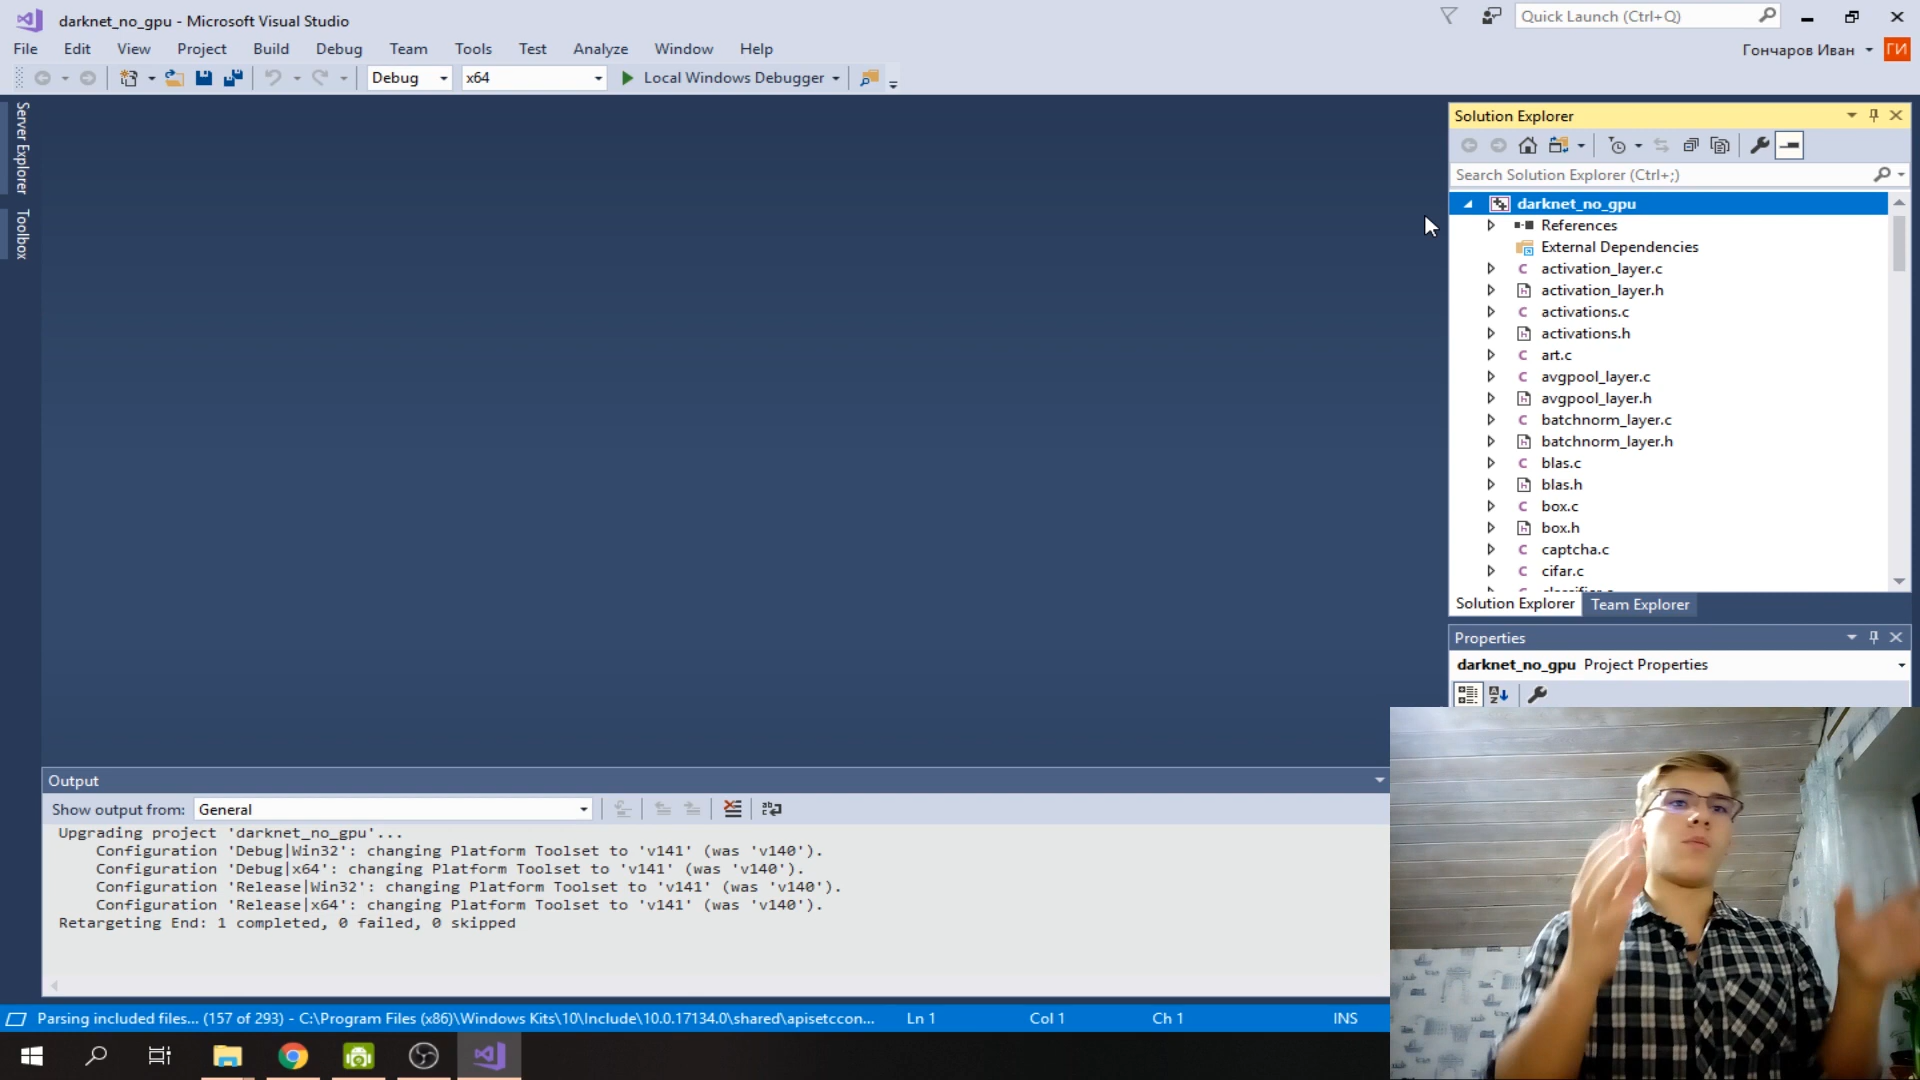 darknet_no_gpu - Microsoft Visual Studio
Quick Launch (Ctrl+Q)
File Edit View Project Build Debug Team Tools Test Analyze Window Help
Гончаров Иван
ГИ
Debug x64 Local Windows Debugger
Server Explorer
Toolbox
Solution Explorer
Search Solution Explorer (Ctrl+;)
darknet_no_gpu
References
External Dependencies
activation_layer.c
activation_layer.h
activations.c
activations.h
art.c
avgpool_layer.c
avgpool_layer.h
batchnorm_layer.c
batchnorm_layer.h
blas.c
blas.h
box.c
box.h
captcha.c
cifar.c
Solution Explorer Team Explorer
Properties
darknet_no_gpu Project Properties
Output
Show output from: General
Upgrading project 'darknet_no_gpu'...
Configuration 'Debug|Win32': changing Platform Toolset to 'v141' (was 'v140').
Configuration 'Debug|x64': changing Platform Toolset to 'v141' (was 'v140').
Configuration 'Release|Win32': changing Platform Toolset to 'v141' (was 'v140').
Configuration 'Release|x64': changing Platform Toolset to 'v141' (was 'v140').
Retargeting End: 1 completed, 0 failed, 0 skipped
Parsing included files... (157 of 293) - C:\Program Files (x86)\Windows Kits\10\Include\10.0.17134.0\shared\apisetccon... Ln 1 Col 1 Ch 1 INS